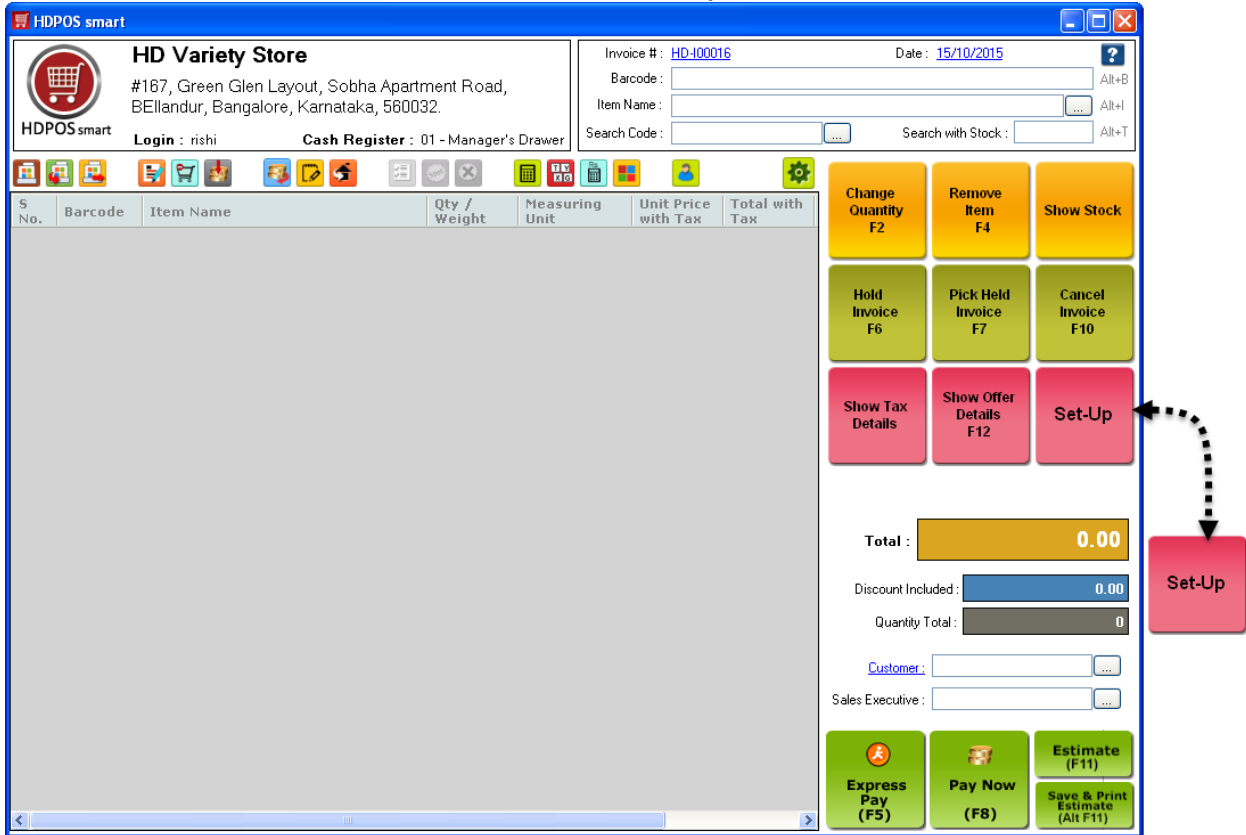 HDPOS smart
HD Variety Store
#167, Green Glen Layout, Sobha Apartment Road,
BEllandur, Bangalore, Karnataka, 560032.
HDPOS smart
Login : rishi
Cash Register : 01 - Manager's Drawer
Invoice # : HD-I00016
Date : 15/10/2015
?
Barcode :
Alt+B
Item Name :
...
Alt+I
Search Code :
...
Search with Stock :
Alt+T
S No.
Barcode
Item Name
Qty / Weight
Measuring Unit
Unit Price with Tax
Total with Tax
Change
Quantity
F2
Remove
Item
F4
Show Stock
Hold
Invoice
F6
Pick Held
Invoice
F7
Cancel
Invoice
F10
Show Tax
Details
Show Offer
Details
F12
Set-Up
Total :
0.00
Discount Included :
0.00
Quantity Total :
0
Set-Up
Customer :
...
Sales Executive :
...
Express
Pay
(F5)
Pay Now
(F8)
Estimate
(F11)
Save & Print
Estimate
(Alt F11)